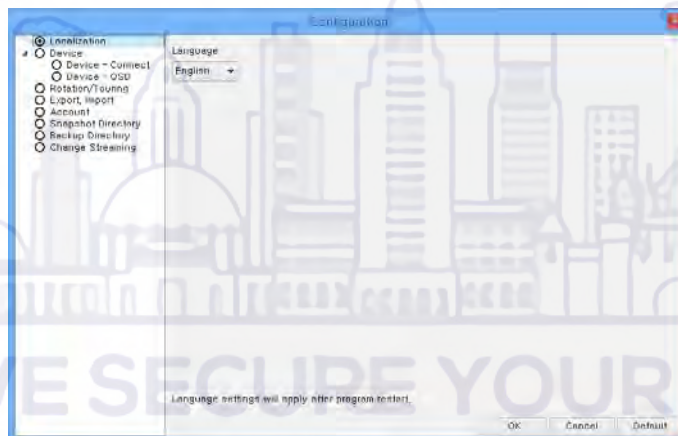 Configuration
Localization
Device
Device - Connect
Device - OSD
Rotation/Touring
Export, Import
Account
Snapshot Directory
Backup Directory
Change Streaming
Language
English
Language settings will apply after program restart.
OK
Cancel
Default
VE SECURE YOUR